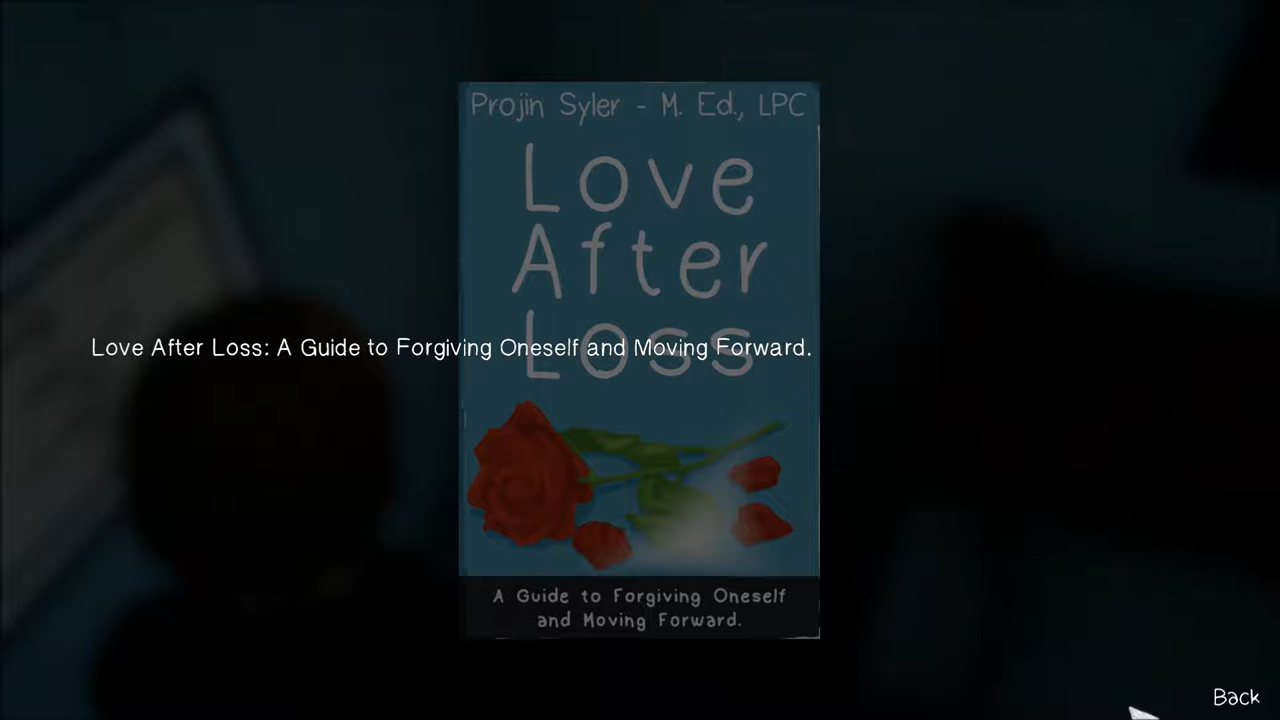 Projin Syler - M. Ed., LPC
Love
After
Loss
Love After Loss: A Guide to Forgiving Oneself and Moving Forward.
A Guide to Forgiving Oneself
and Moving Forward.
Back